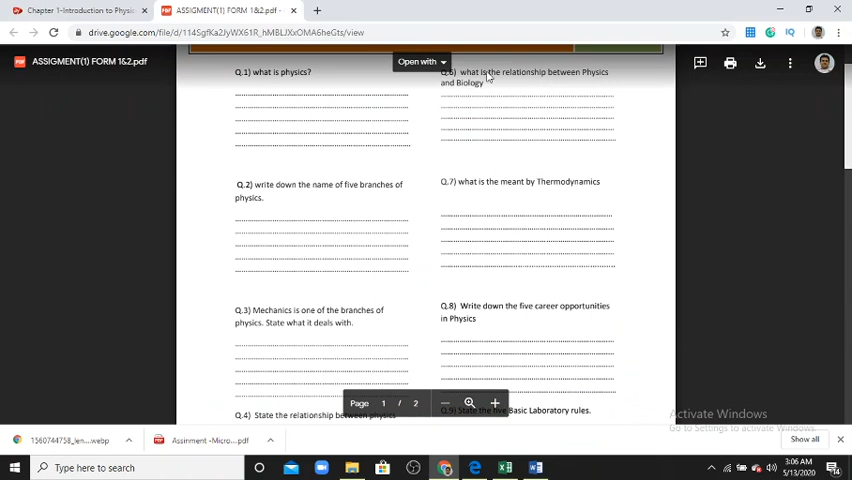 Chapter 1-Introduction to Physic
ASSIGMENT(1) FORM 1&2.pdf -
drive.google.com/file/d/114SgfKa2JyWX61R_hMBLJXxOMA6heGts/view
ASSIGMENT(1) FORM 1&2.pdf
Open with
Q.1) what is physics?
Q.2) write down the name of five branches of
physics.
Q.3) Mechanics is one of the branches of
physics. State what it deals with.
Q.4) State the relationship between physics
Q.6) what is the relationship between Physics
and Biology
Q.7) what is the meant by Thermodynamics
Q.8) Write down the five career opportunities
in Physics
Q.9) State the five Basic Laboratory rules.
Page 1 / 2
Activate Windows
Go to Settings to activate Windows.
1560744758_len....webp
Assinment -Micro....pdf
Show all
Type here to search
3:06 AM
5/13/2020
14